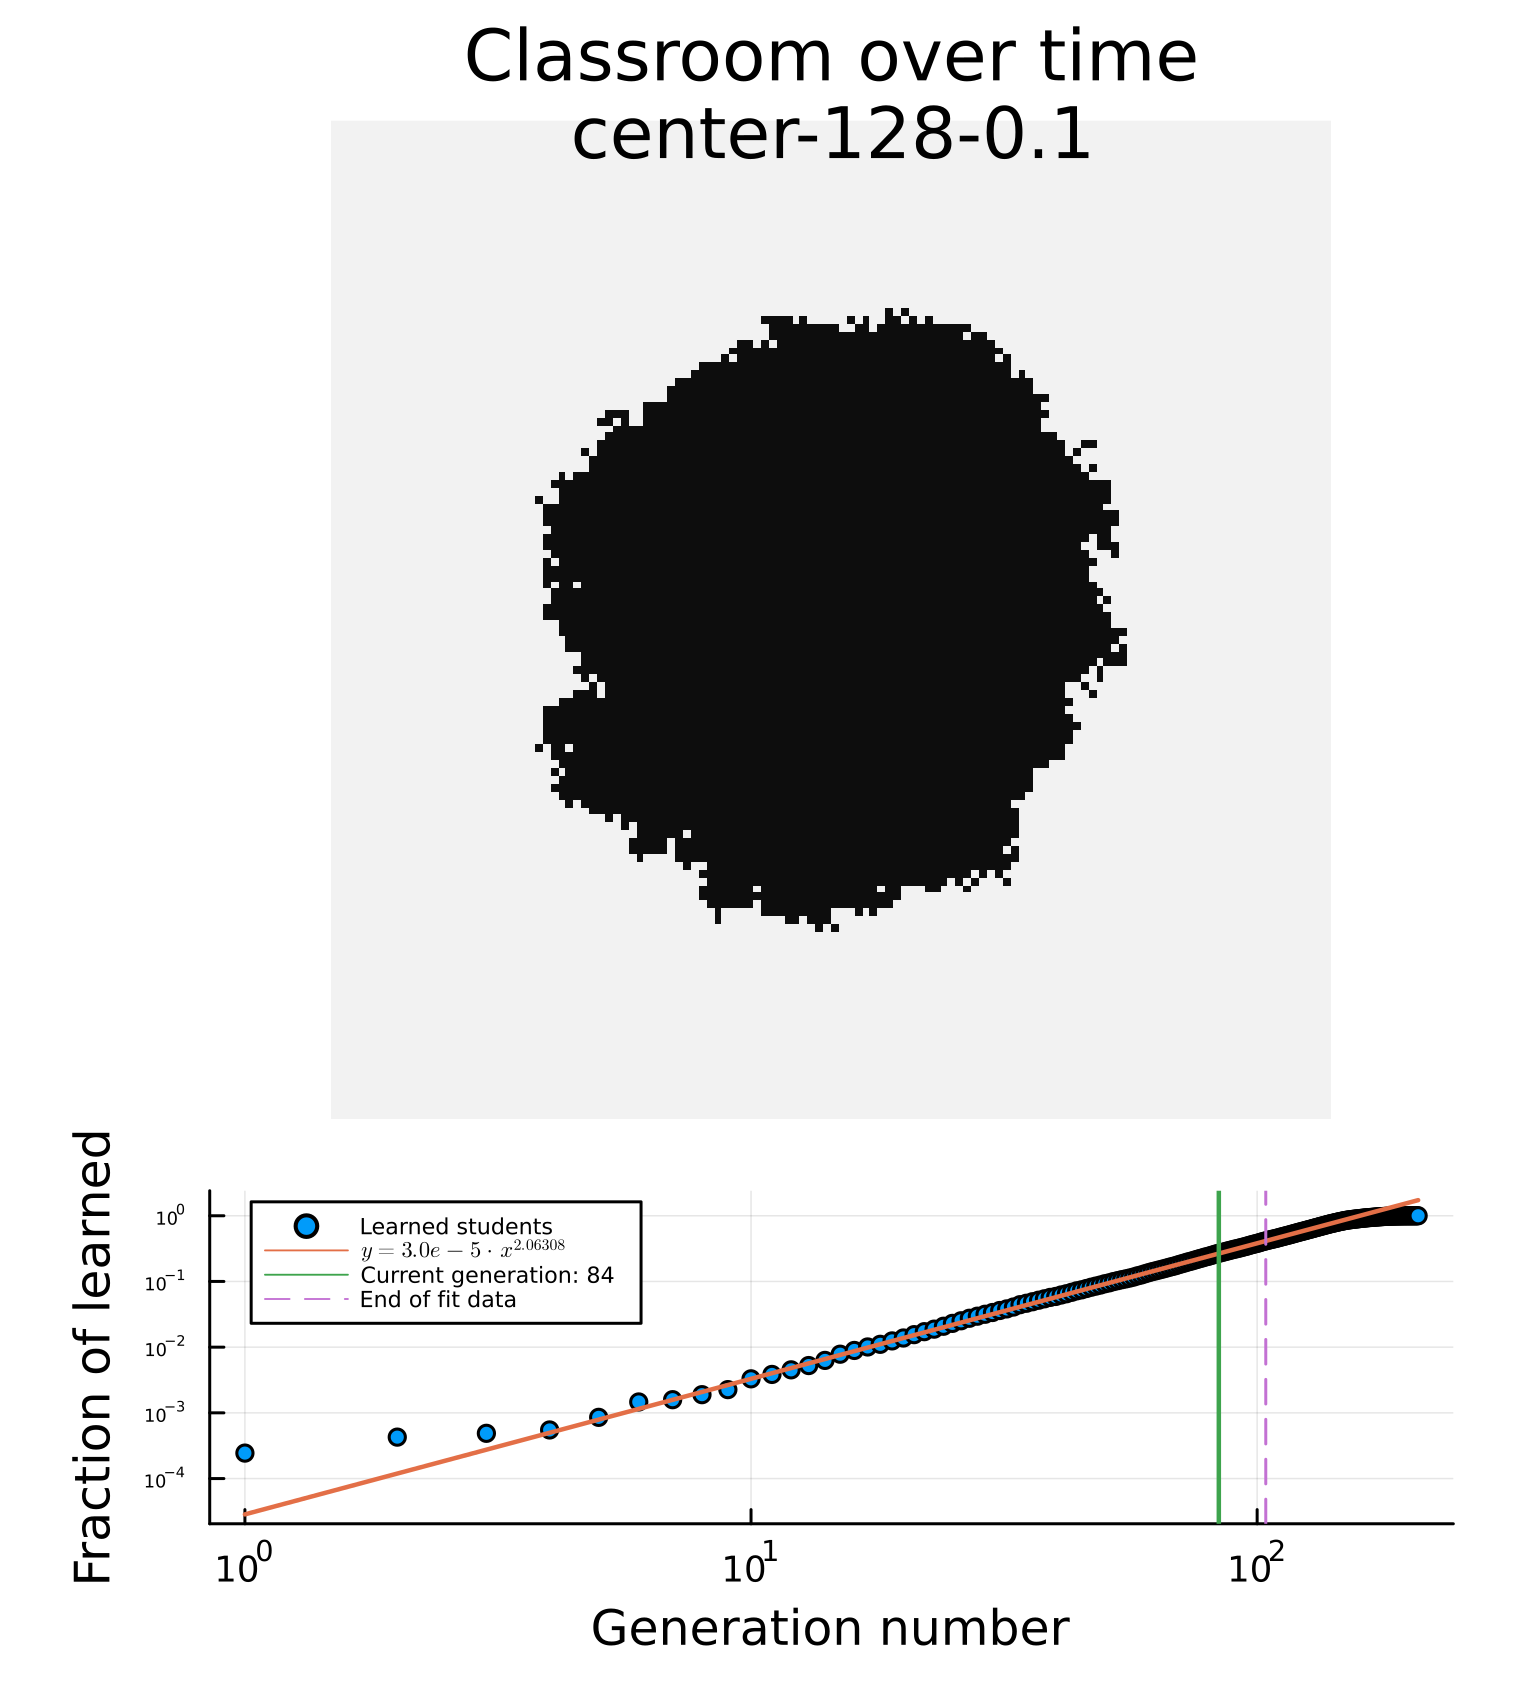 Classroom over time
center-128-0.1
Fraction of learned
10^0
10^-1
10^-2
10^-3
10^-4
Learned students
y = 3.0e − 5 · x^2.06308
Current generation: 84
End of fit data
10^0 10^1 10^2
Generation number